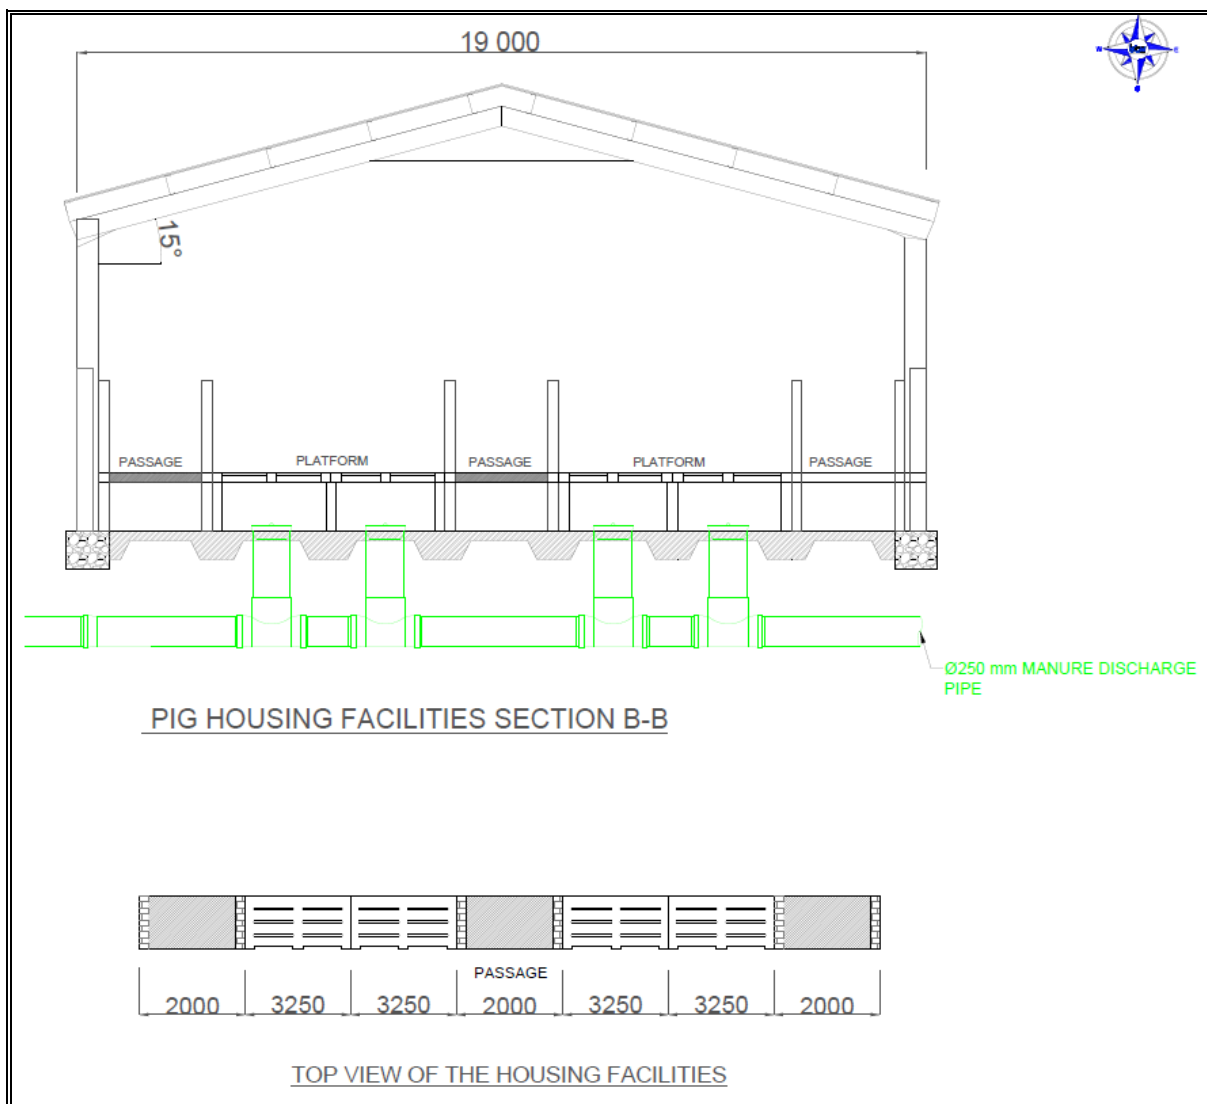 19 000
W
E
15°
PASSAGE
PLATFORM
PASSAGE
PLATFORM
PASSAGE
Ø250 mm MANURE DISCHARGE
PIPE
PIG HOUSING FACILITIES SECTION B-B
PASSAGE
2000
3250
3250
2000
3250
3250
2000
TOP VIEW OF THE HOUSING FACILITIES